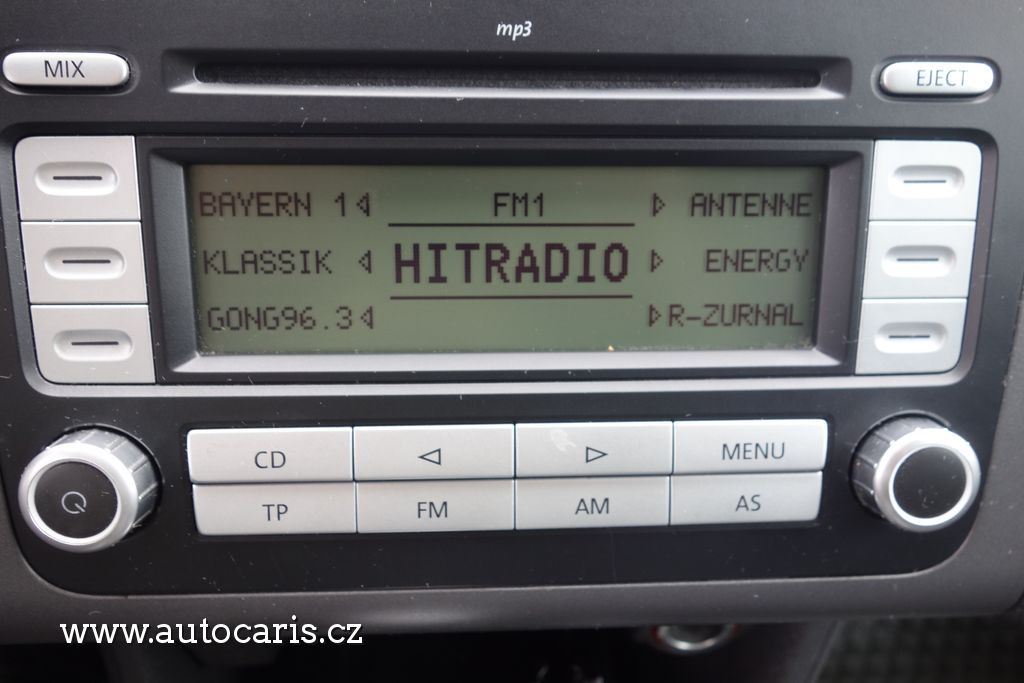 mp3
MIX
EJECT
BAYERN 1 FM1 ANTENNE
KLASSIK HITRADIO ENERGY
GONG96.3 R-ZURNAL
CD MENU
TP FM AM AS
www.autocaris.cz